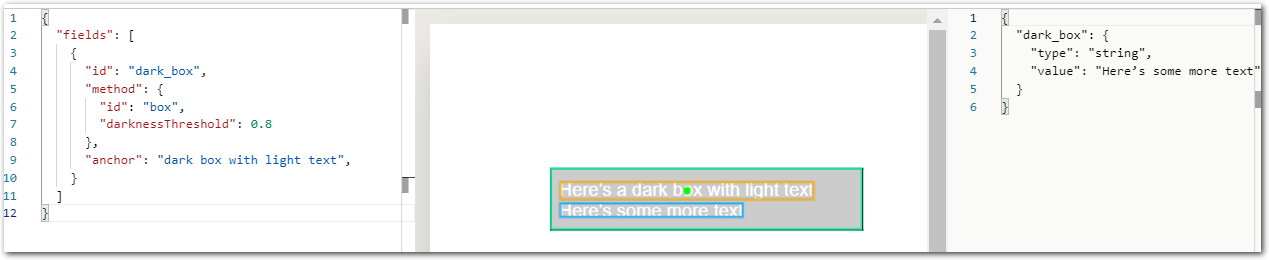 1 {
2 "fields": [
3 {
4 "id": "dark_box",
5 "method": {
6 "id": "box",
7 "darknessThreshold": 0.8
8 },
9 "anchor": "dark box with light text",
10 }
11 ]
12 }
Here's a dark box with light text
Here's some more text
1 {
2 "dark_box": {
3 "type": "string",
4 "value": "Here’s some more text"
5 }
6 }